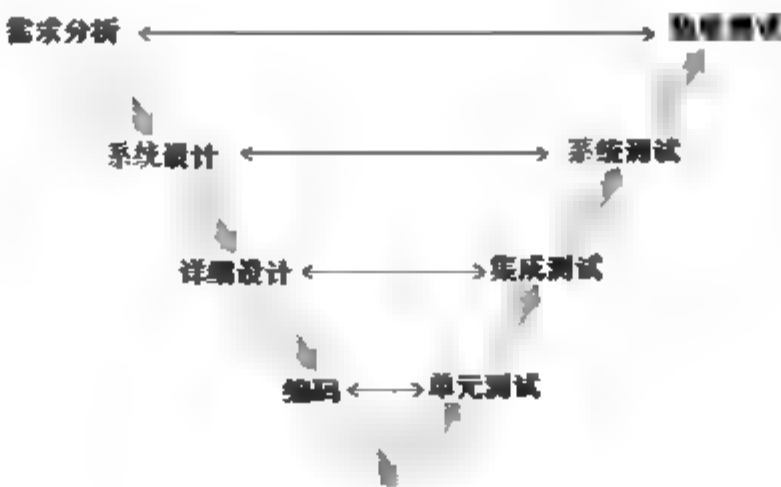 需求分析
系统设计
系统测试
详细设计
集成测试
编码
单元测试